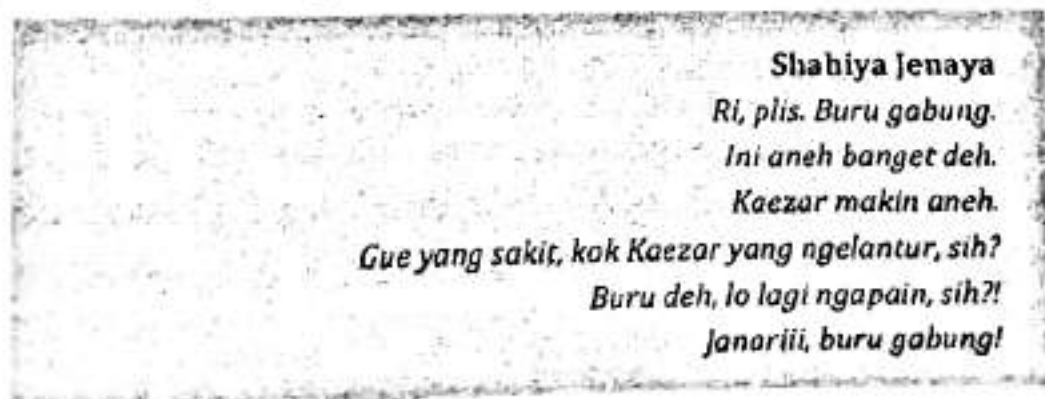 Shahiya Jenaya
Ri, plis. Buru gabung.
Ini aneh banget deh.
Kaezar makin aneh.
Gue yang sakit, kok Kaezar yang ngelantur, sih?
Buru deh, lo lagi ngapain, sih?!
Janariii, buru gabung!